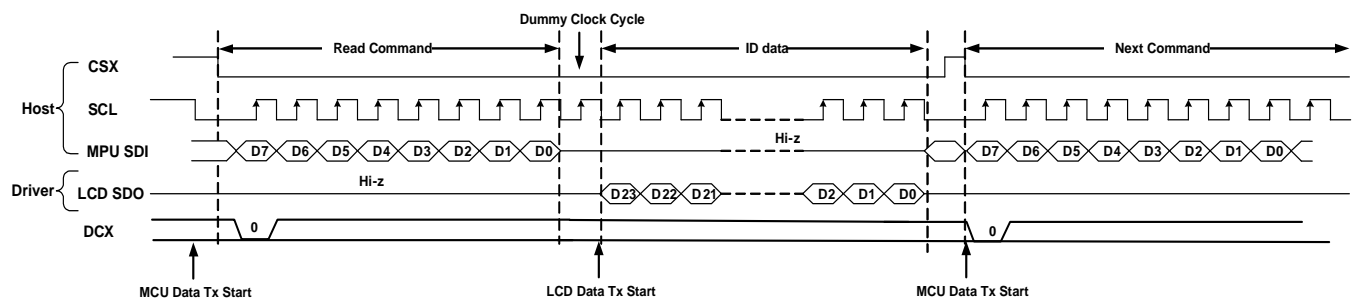 Dummy Clock Cycle
Read Command
ID data
Next Command
CSX
Host
SCL
Hi-z
MPU SDI
D7 D6 D5 D4 D3 D2 D1 D0
D7 D6 D5 D4 D3 D2 D1 D0
Hi-z
Driver
LCD SDO
D23 D22 D21
D2 D1 D0
DCX
0
0
MCU Data Tx Start
LCD Data Tx Start
MCU Data Tx Start